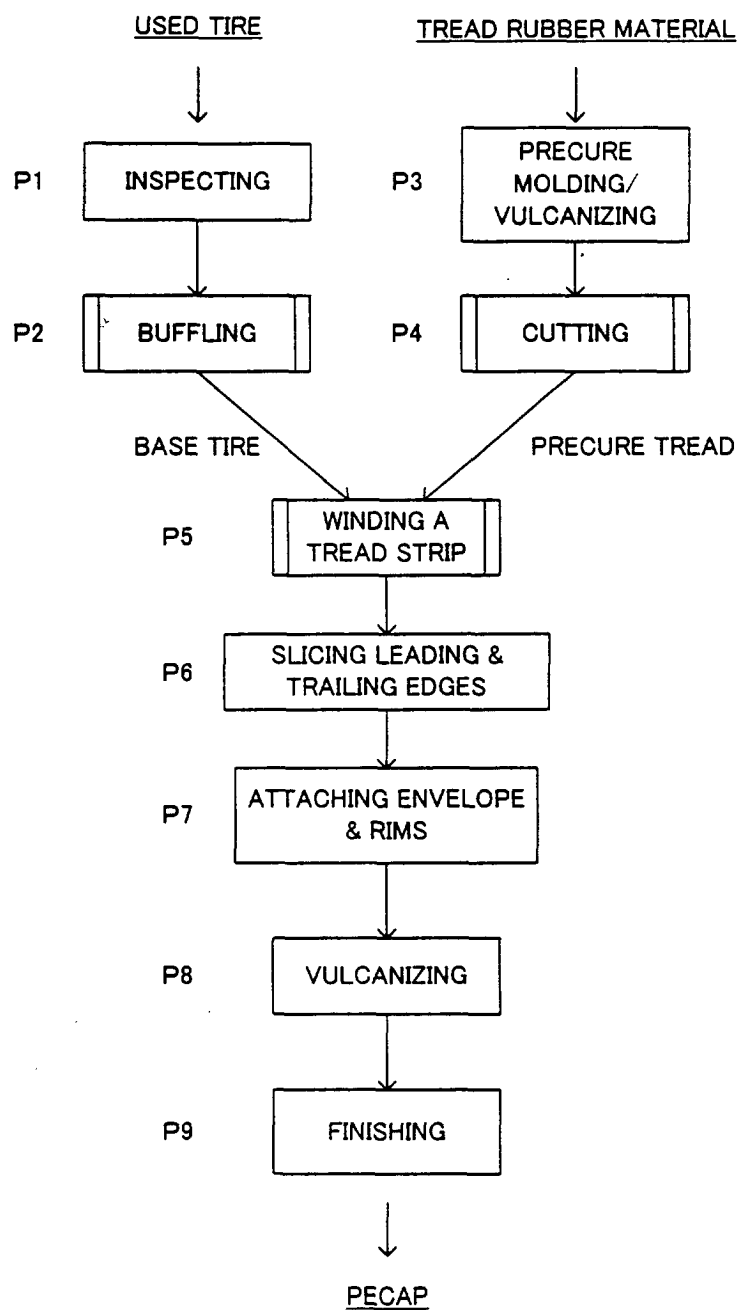 USED TIRE
TREAD RUBBER MATERIAL
P1
INSPECTING
P3
PRECURE
MOLDING/
VULCANIZING
P2
BUFFLING
P4
CUTTING
BASE TIRE
PRECURE TREAD
P5
WINDING A
TREAD STRIP
P6
SLICING LEADING &
TRAILING EDGES
P7
ATTACHING ENVELOPE
& RIMS
P8
VULCANIZING
P9
FINISHING
PECAP